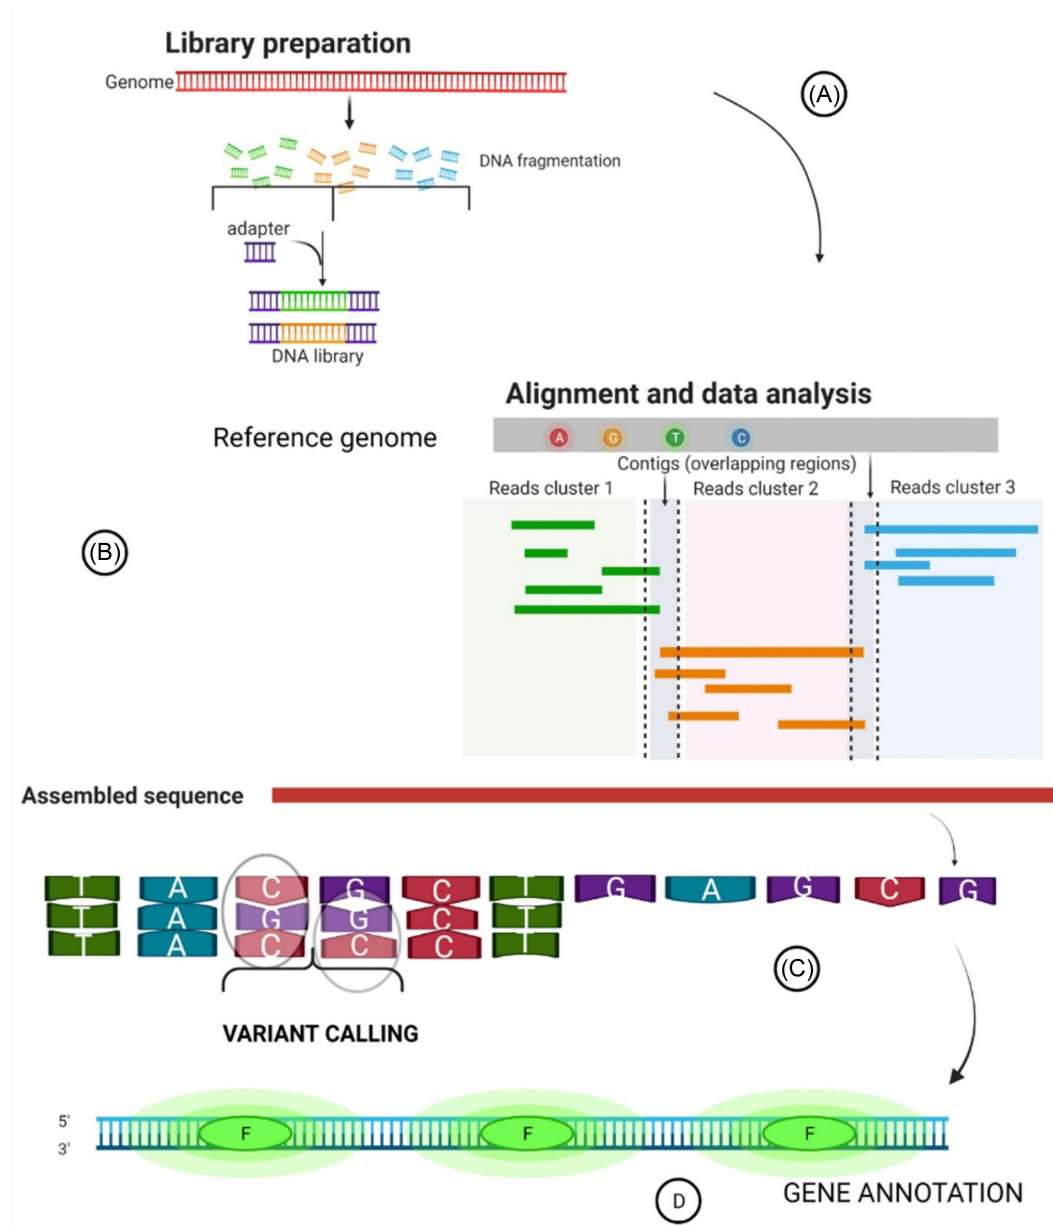 Library preparation
Genome
(A)
DNA fragmentation
adapter
DNA library
Alignment and data analysis
Reference genome
A G T C
Contigs (overlapping regions)
Reads cluster 1 Reads cluster 2 Reads cluster 3
(B)
Assembled sequence
T A C G C T G A G C G
T A G G C T
T A C C C T
(C)
VARIANT CALLING
5'
F F F
3'
D
GENE ANNOTATION